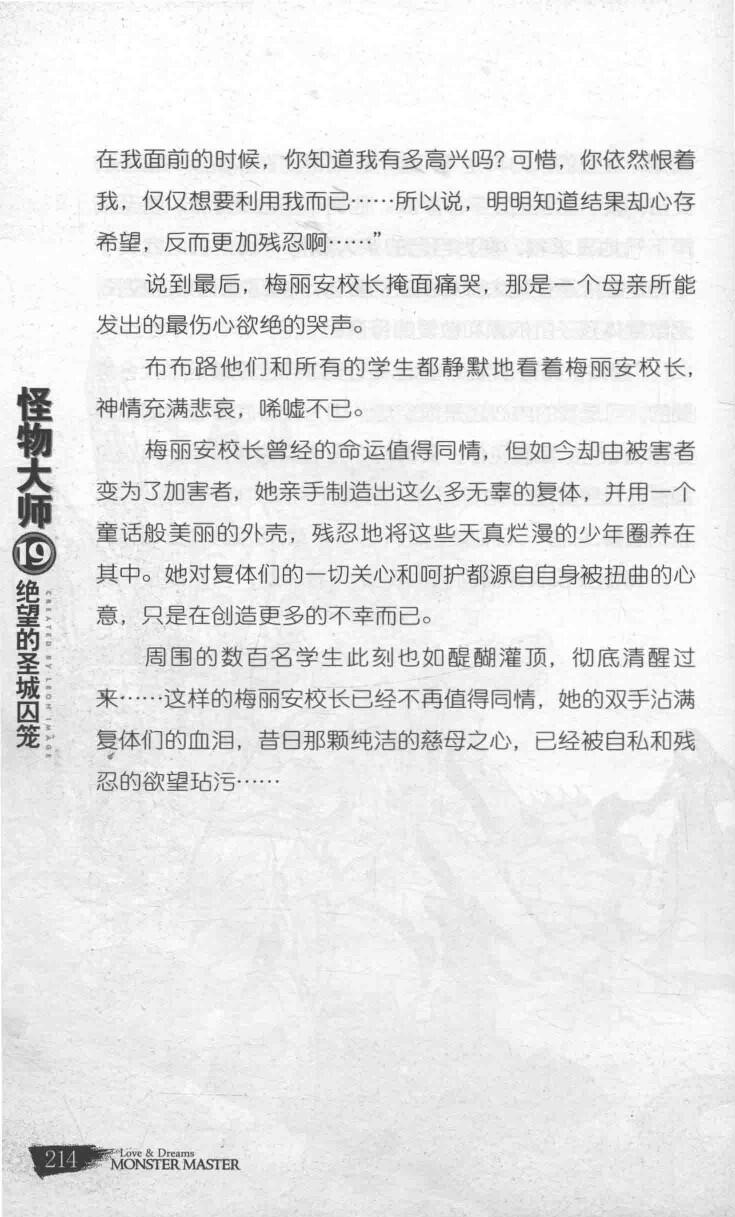 在我面前的时候，你知道我有多高兴吗？可惜，你依然恨着
我，仅仅想要利用我而已……所以说，明明知道结果却心存
希望，反而更加残忍啊……”
说到最后，梅丽安校长掩面痛哭，那是一个母亲所能
发出的最伤心欲绝的哭声。
布布路他们和所有的学生都静默地看着梅丽安校长，
神情充满悲哀，唏嘘不已。
梅丽安校长曾经的命运值得同情，但如今却由被害者
变为了加害者，她亲手制造出这么多无辜的复体，并用一个
童话般美丽的外壳，残忍地将这些天真烂漫的少年圈养在
其中。她对复体们的一切关心和呵护都源自自身被扭曲的心
意，只是在创造更多的不幸而已。
周围的数百名学生此刻也如醍醐灌顶，彻底清醒过
来……这样的梅丽安校长已经不再值得同情，她的双手沾满
复体们的血泪，昔日那颗纯洁的慈母之心，已经被自私和残
忍的欲望玷污……
怪物大师
19
绝望的圣城囚笼
CREATED BY LEON IMAGE
214
Love & Dreams
MONSTER MASTER